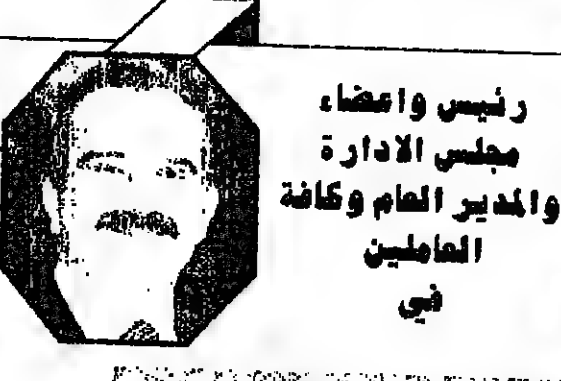 رئيس واعضاء
مجلس الادارة
والمدير العام وكافة
العاملين
في